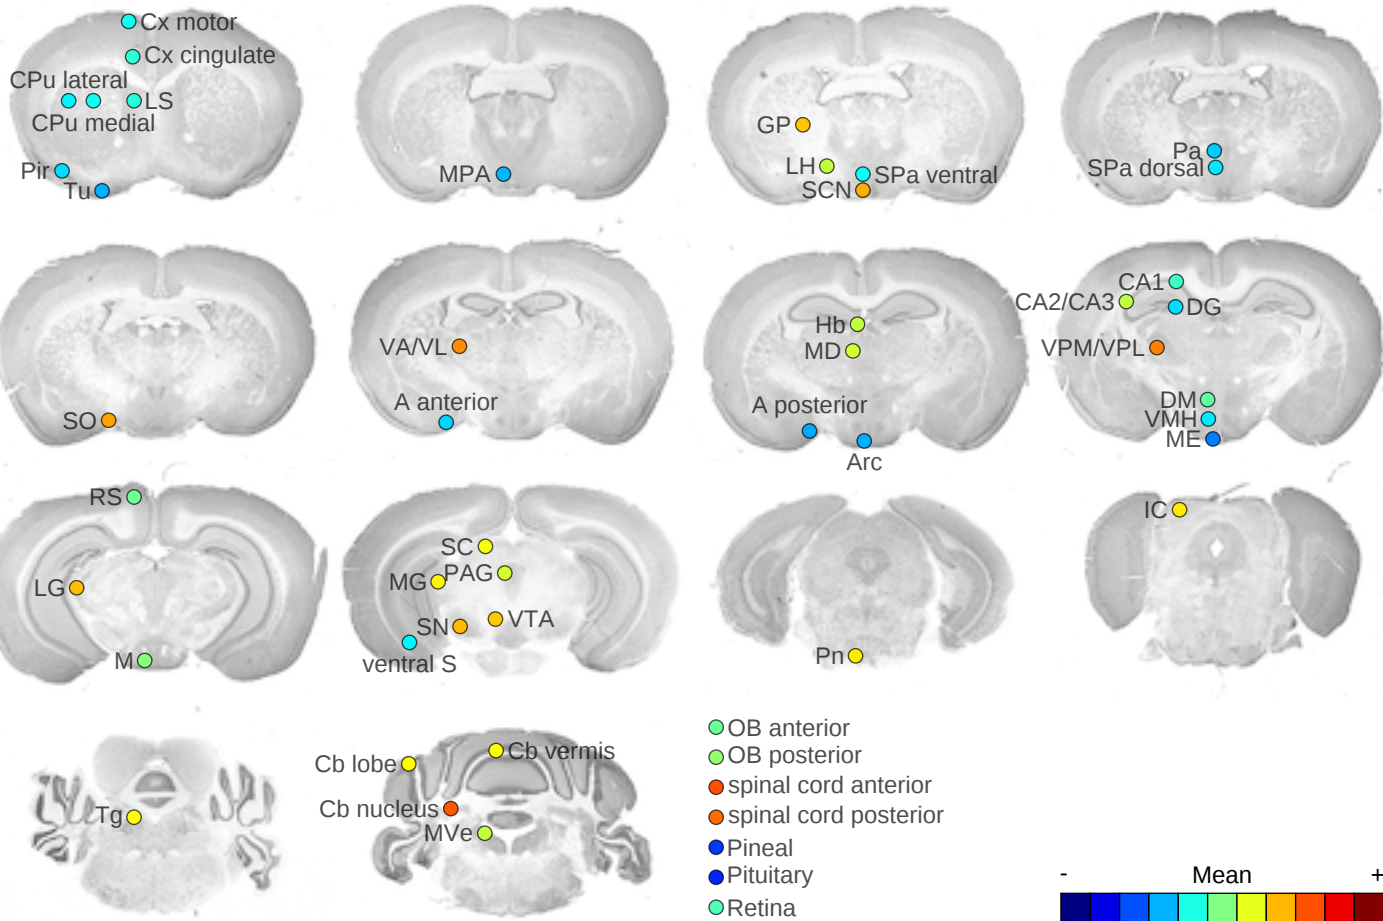 Cx motor
Cx cingulate
CPu lateral
LS
CPu medial
Pir
Tu
MPA
GP
LH
SPa ventral
SCN
Pa
SPa dorsal
SO
VA/VL
A anterior
Hb
MD
A posterior
Arc
CA1
CA2/CA3
DG
VPM/VPL
DM
VMH
ME
RS
LG
M
SC
MG
PAG
SN
VTA
ventral S
Pn
IC
Tg
Cb lobe
Cb vermis
Cb nucleus
MVe
OB anterior
OB posterior
spinal cord anterior
spinal cord posterior
Pineal
Pituitary
Retina
- Mean +